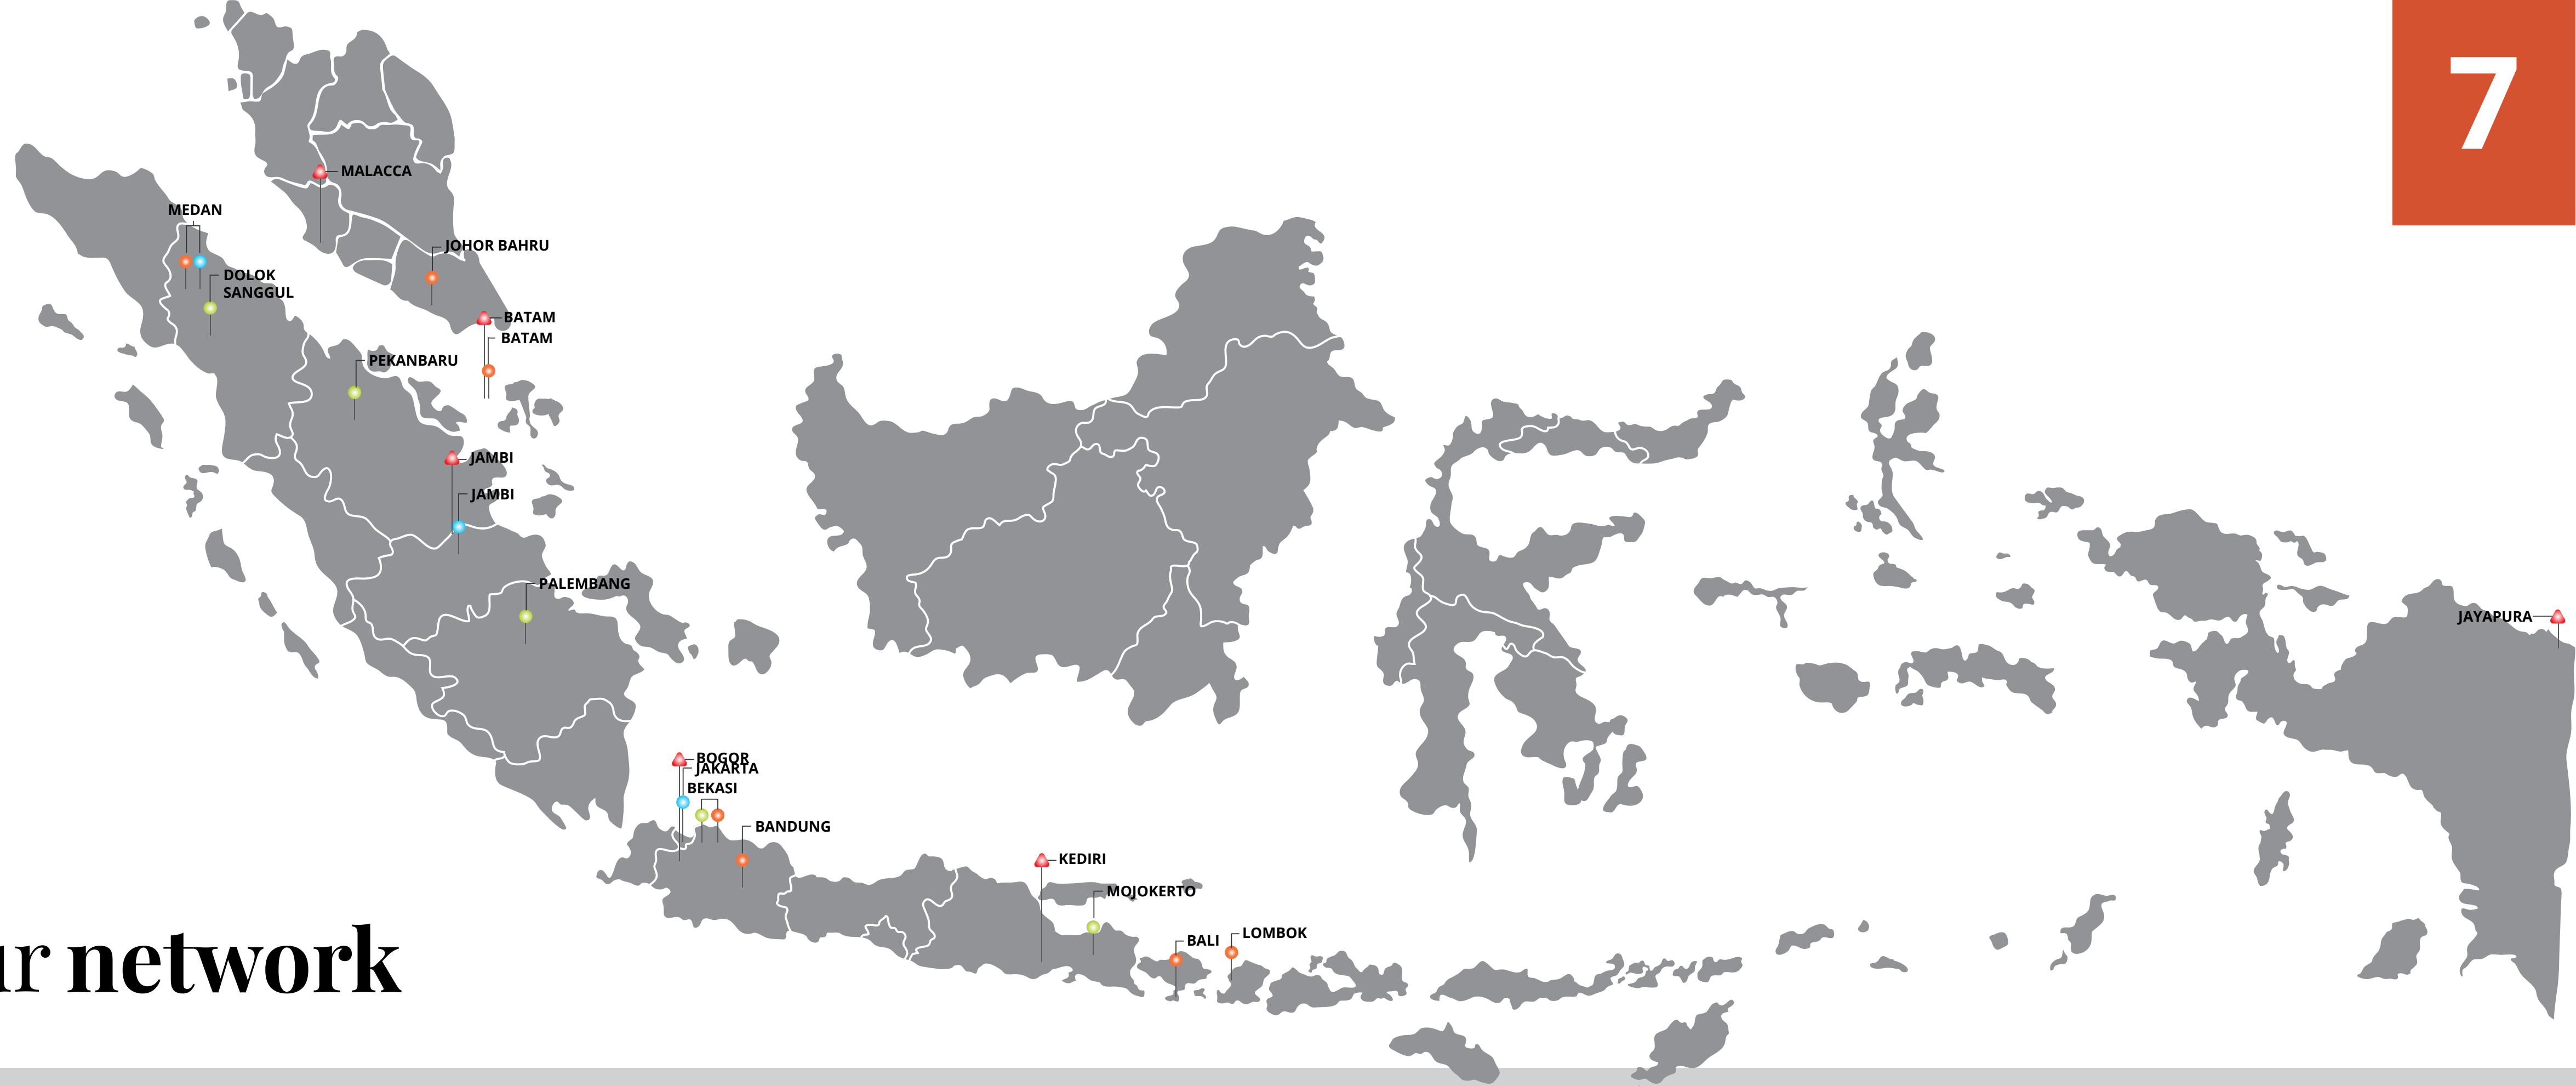 7
MALACCA
MEDAN
JOHOR BAHRU
DOLOK
SANGGUL
BATAM
BATAM
PEKANBARU
JAMBI
JAMBI
PALEMBANG
JAYAPURA
BOGOR
JAKARTA
BEKASI
BANDUNG
KEDIRI
MOJOKERTO
LOMBOK
BALI
ur network